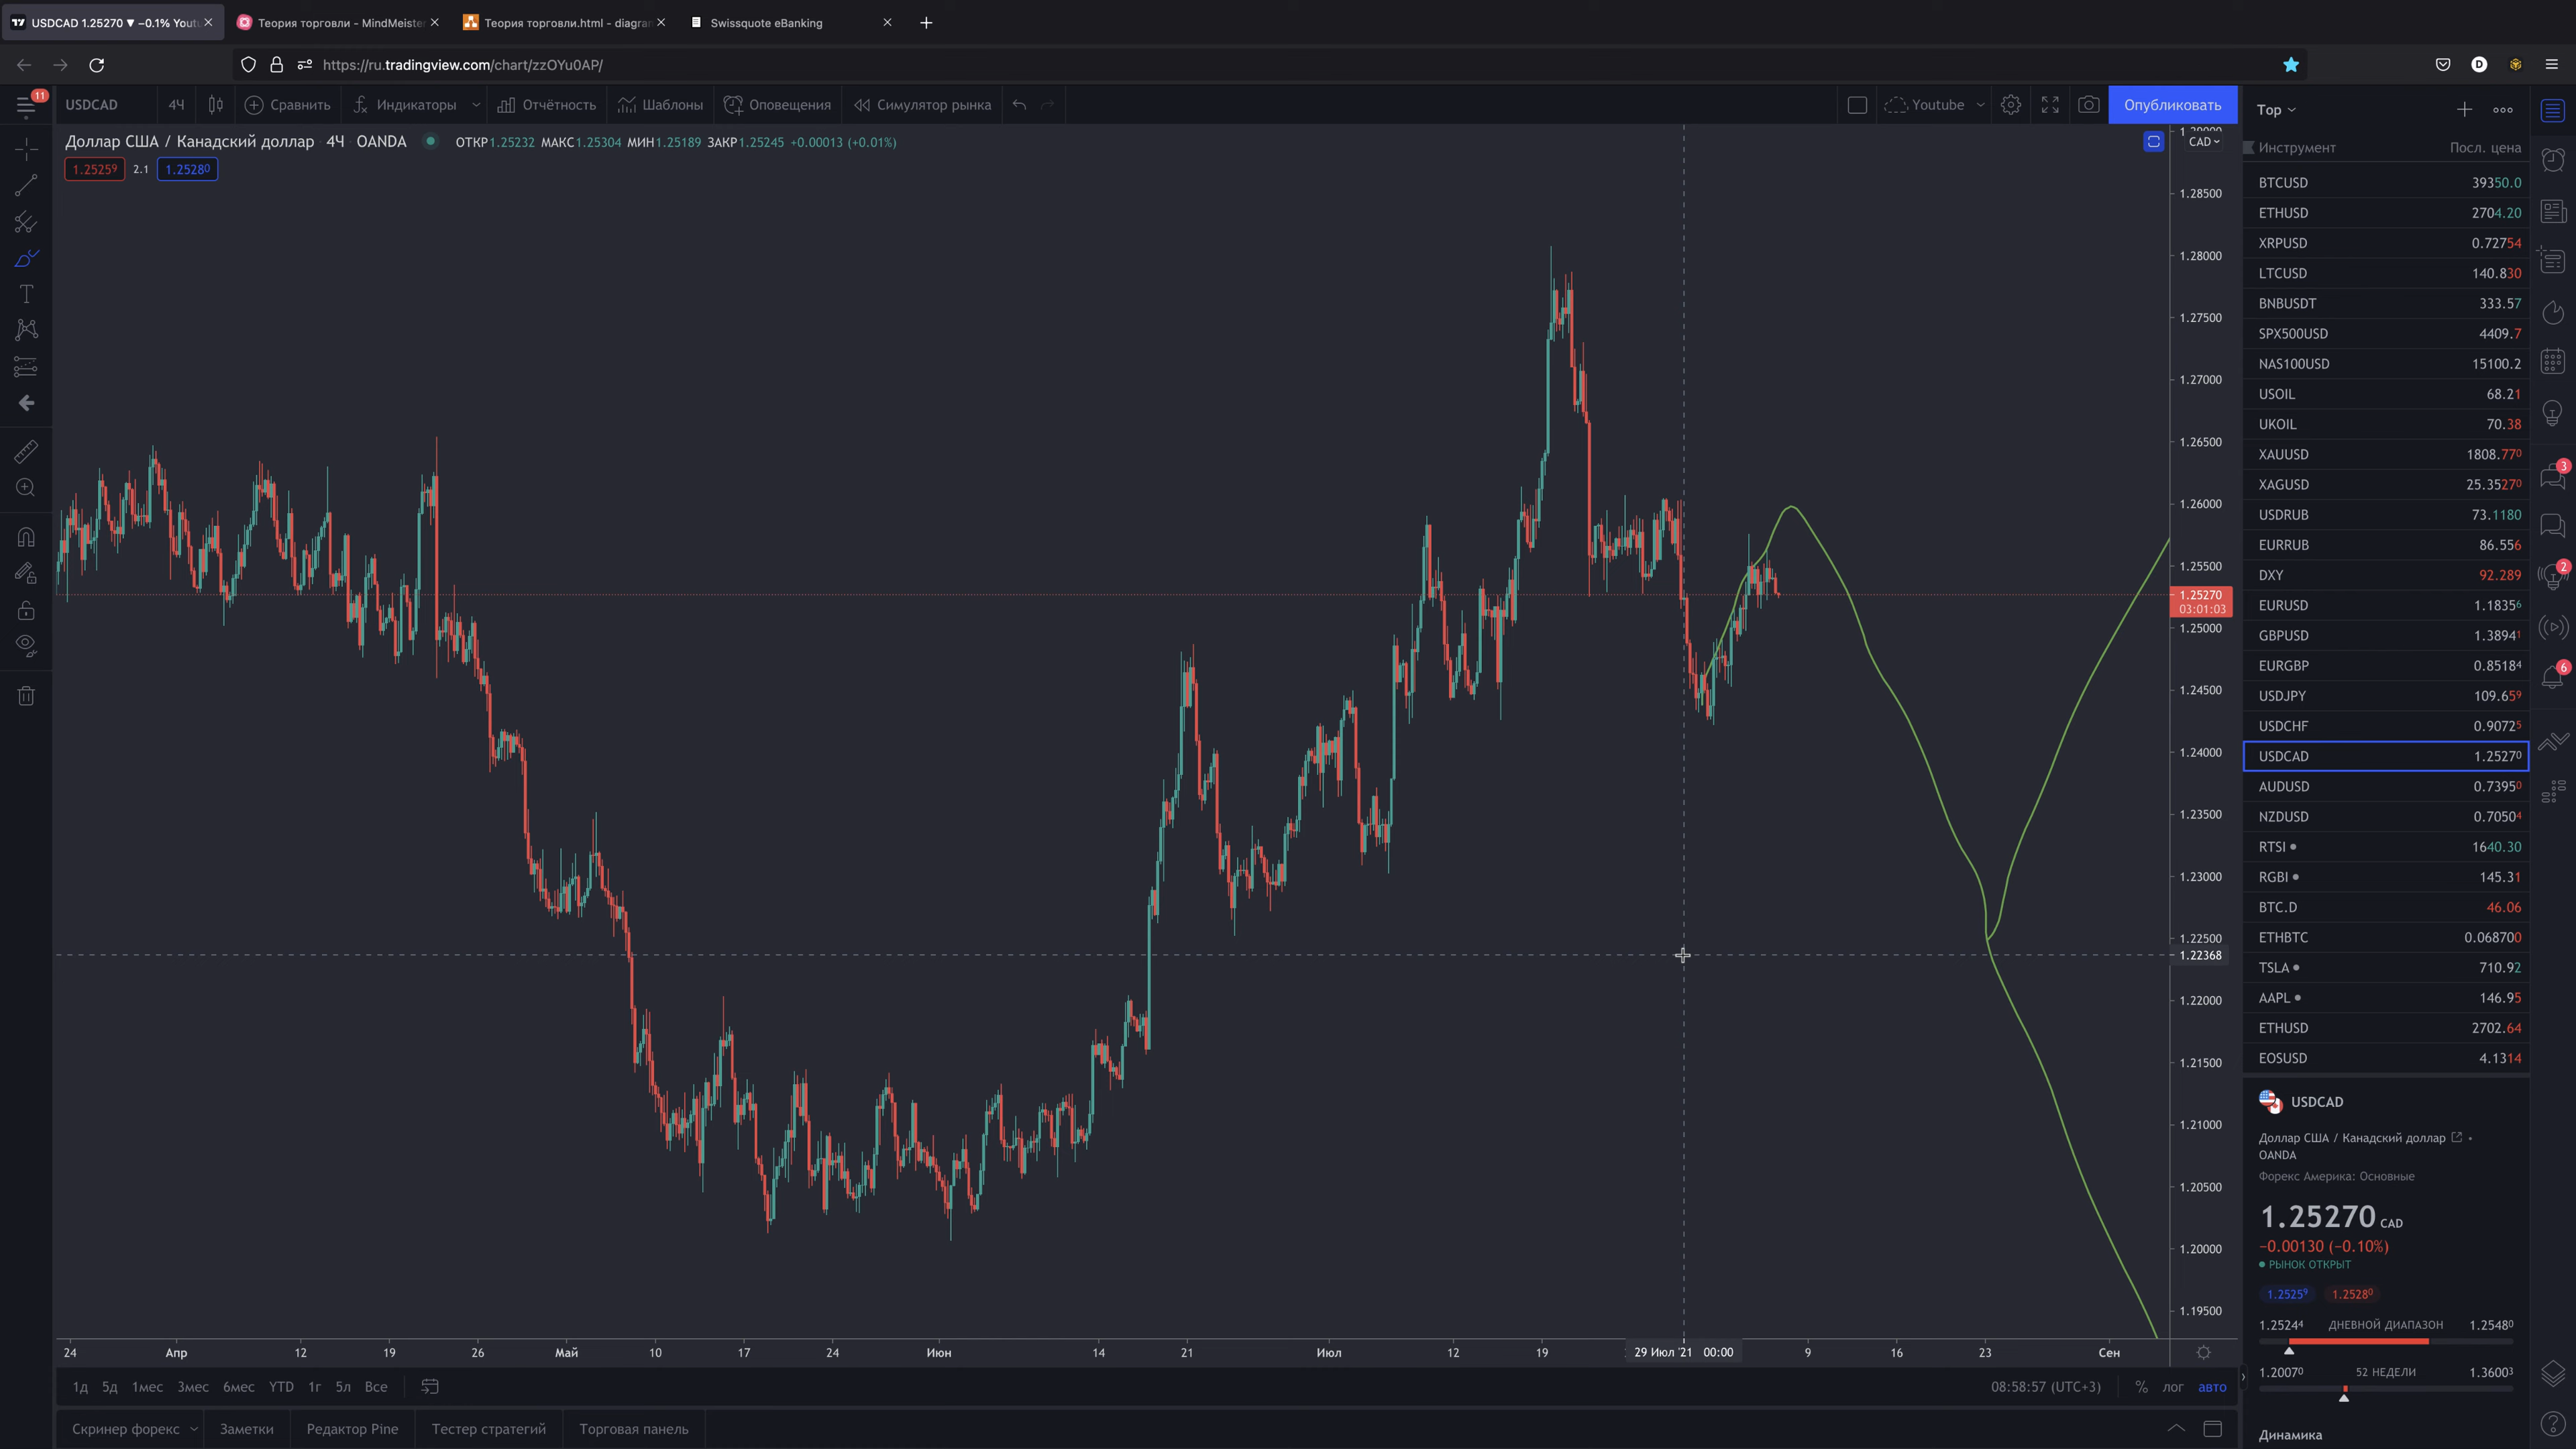 USDCAD 1.25270 ▼ −0.1% Yout
Теория торговли - MindMeister
Теория торговли.html - diagram
Swissquote eBanking
https://ru.tradingview.com/chart/zzOYu0AP/
11
USDCAD
4Ч
Сравнить
Индикаторы
Отчётность
Шаблоны
Оповещения
Симулятор рынка
Youtube
Опубликовать
Доллар США / Канадский доллар 4Ч OANDA
ОТКР1.25232 МАКС1.25304 МИН1.25189 ЗАКР1.25245 +0.00013 (+0.01%)
1.25259 2.1 1.25280
CAD
1.28500
1.28000
1.27500
1.27000
1.26500
1.26000
1.25500
1.25270
03:01:03
1.25000
1.24500
1.24000
1.23500
1.23000
1.22500
1.22368
1.22000
1.21500
1.21000
1.20500
1.20000
1.19500
24 Апр 12 19 26 Май 10 17 24 Июн 14 21 Июл 12 19 29 Июл '21 00:00 9 16 23 Сен
1д 5д 1мес 3мес 6мес YTD 1г 5л Все
08:58:57 (UTC+3) % лог авто
Скринер форекс Заметки Редактор Pine Тестер стратегий Торговая панель
Top
Инструмент Посл. цена
BTCUSD 39350.0
ETHUSD 2704.20
XRPUSD 0.72754
LTCUSD 140.830
BNBUSDT 333.57
SPX500USD 4409.7
NAS100USD 15100.2
USOIL 68.21
UKOIL 70.38
XAUUSD 1808.770
XAGUSD 25.35270
USDRUB 73.1180
EURRUB 86.556
DXY 92.289
EURUSD 1.18356
GBPUSD 1.38941
EURGBP 0.85184
USDJPY 109.659
USDCHF 0.90725
USDCAD 1.25270
AUDUSD 0.73950
NZDUSD 0.70504
RTSI 1640.30
RGBI 145.31
BTC.D 46.06
ETHBTC 0.068700
TSLA 710.92
AAPL 146.95
ETHUSD 2702.64
EOSUSD 4.1314
USDCAD
Доллар США / Канадский доллар
OANDA
Форекс Америка: Основные
1.25270 CAD
−0.00130 (−0.10%)
РЫНОК ОТКРЫТ
1.25259 1.25280
1.25244 ДНЕВНОЙ ДИАПАЗОН 1.25480
1.20070 52 НЕДЕЛИ 1.36003
Динамика
3
2
6